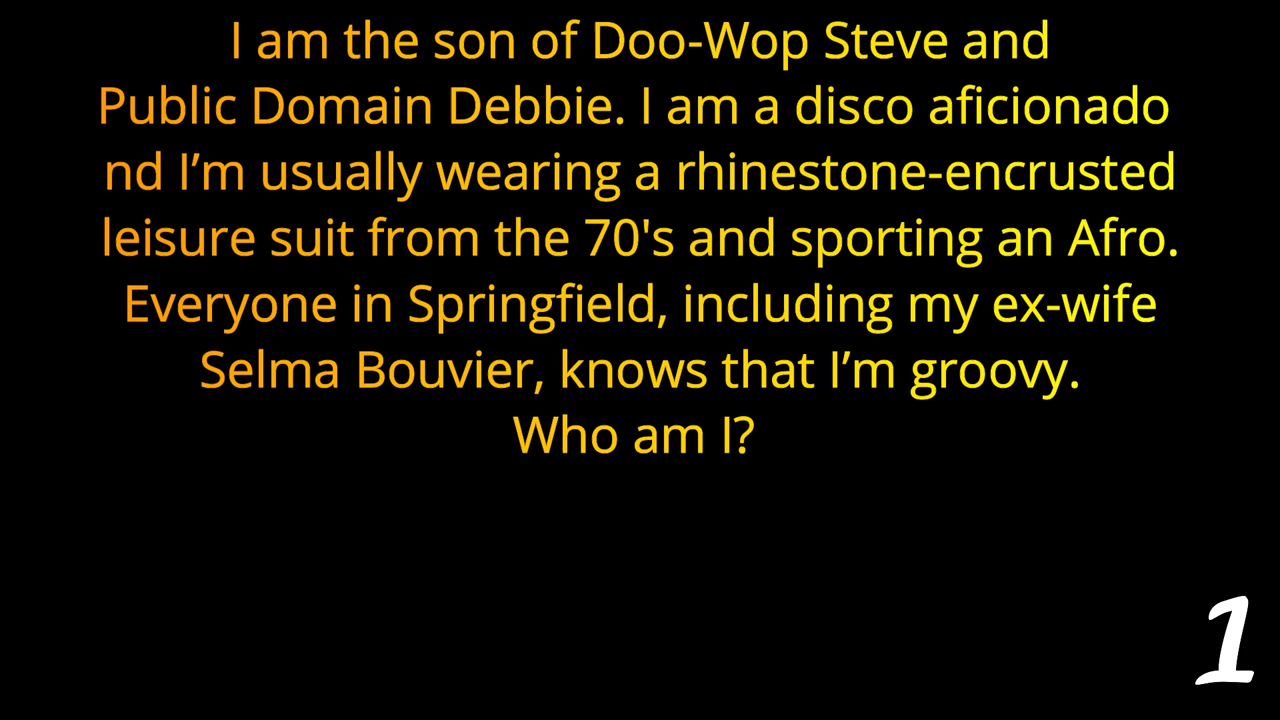 I am the son of Doo-Wop Steve and
Public Domain Debbie. I am a disco aficionado
nd I’m usually wearing a rhinestone-encrusted
leisure suit from the 70's and sporting an Afro.
Everyone in Springfield, including my ex-wife
Selma Bouvier, knows that I’m groovy.
Who am I?
1